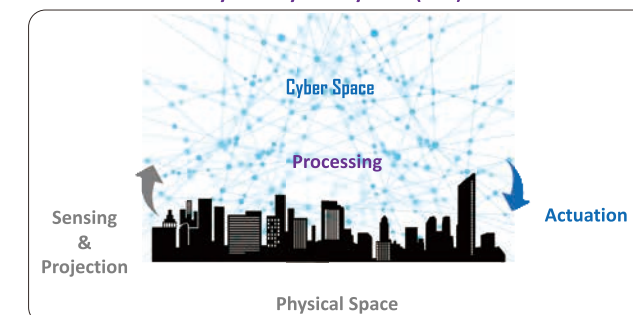 Cyber Space
Processing
Sensing
&
Projection
Actuation
Physical Space